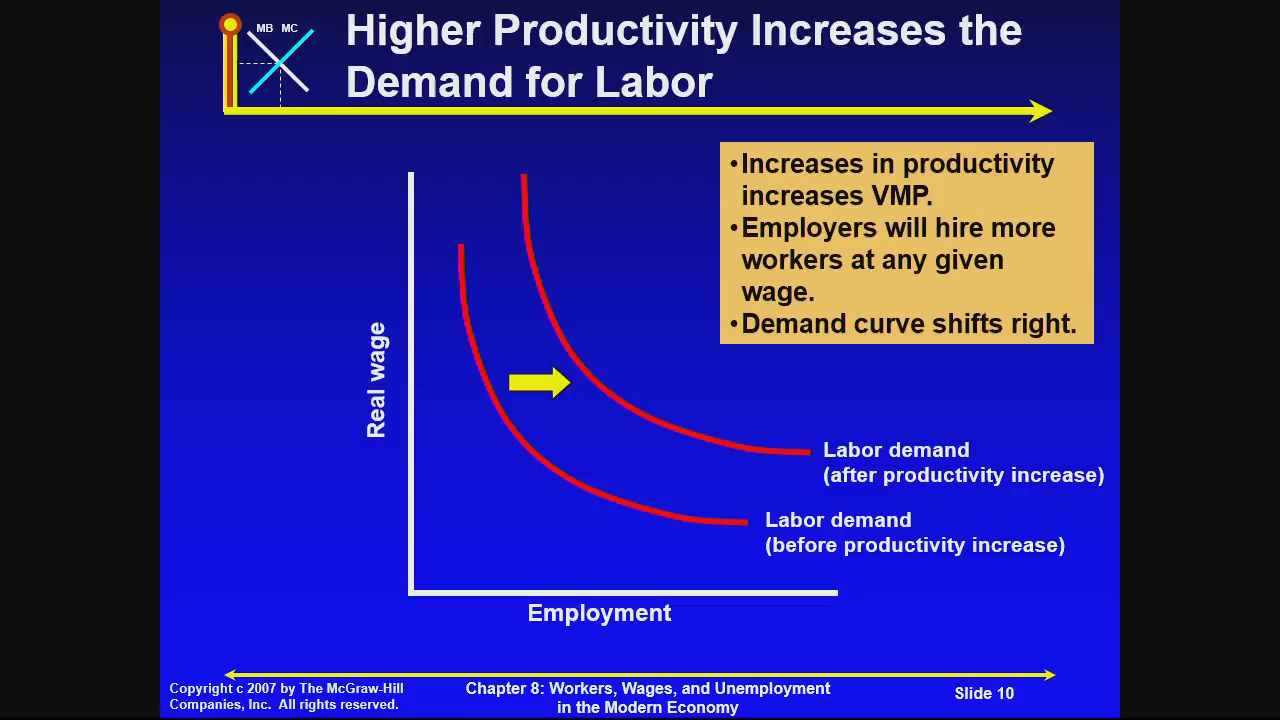 MB MC
Higher Productivity Increases the
Demand for Labor
•Increases in productivity
increases VMP.
•Employers will hire more
workers at any given
wage.
•Demand curve shifts right.
Real wage
Labor demand
(after productivity increase)
Labor demand
(before productivity increase)
Employment
Copyright c 2007 by The McGraw-Hill
Companies, Inc. All rights reserved.
Chapter 8: Workers, Wages, and Unemployment
in the Modern Economy
Slide 10